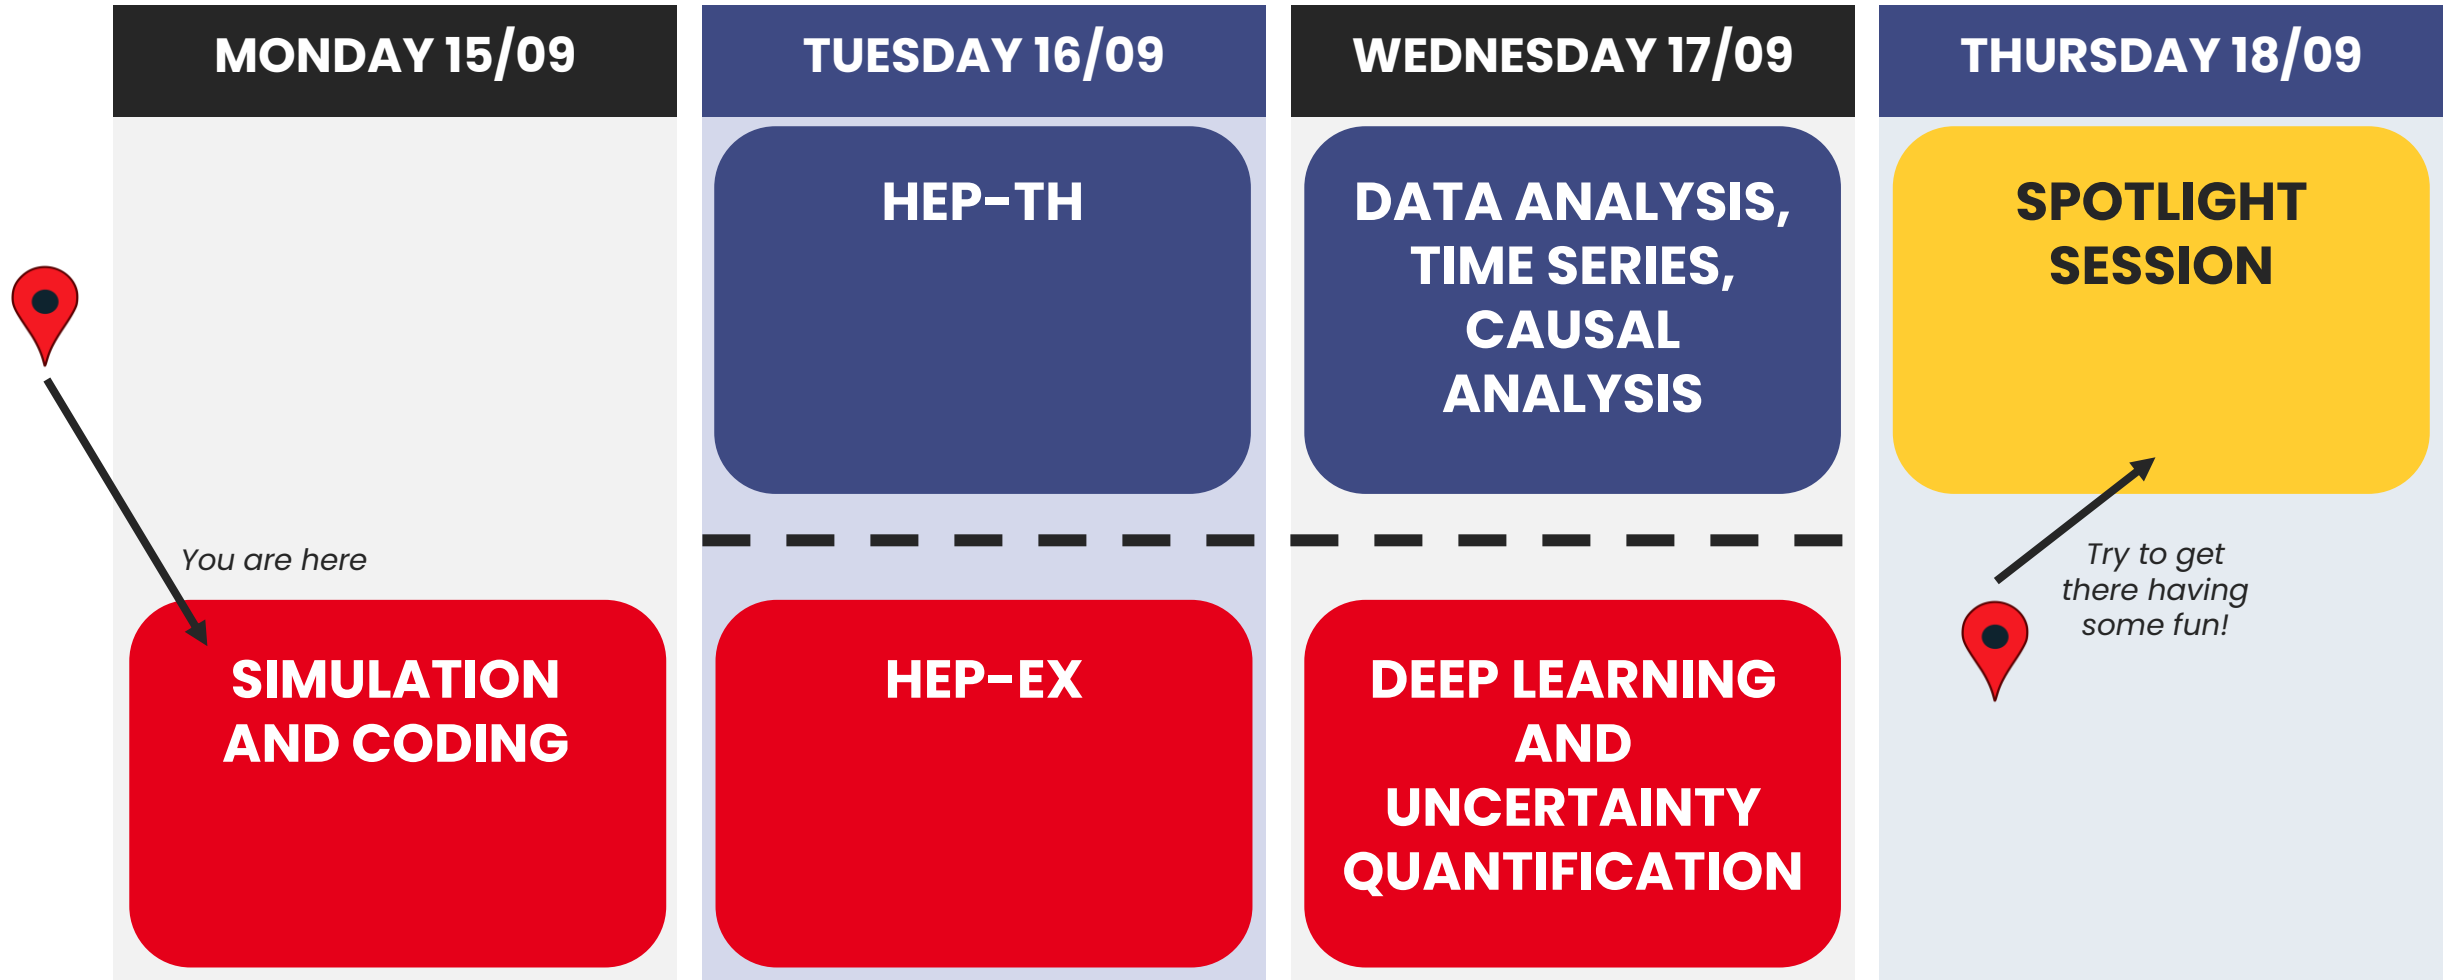 MONDAY 15/09
TUESDAY 16/09
WEDNESDAY 17/09
THURSDAY 18/09
You are here
SIMULATION
AND CODING
HEP-TH
HEP-EX
DATA ANALYSIS,
TIME SERIES,
CAUSAL
ANALYSIS
DEEP LEARNING
AND
UNCERTAINTY
QUANTIFICATION
SPOTLIGHT
SESSION
Try to get
there having
some fun!